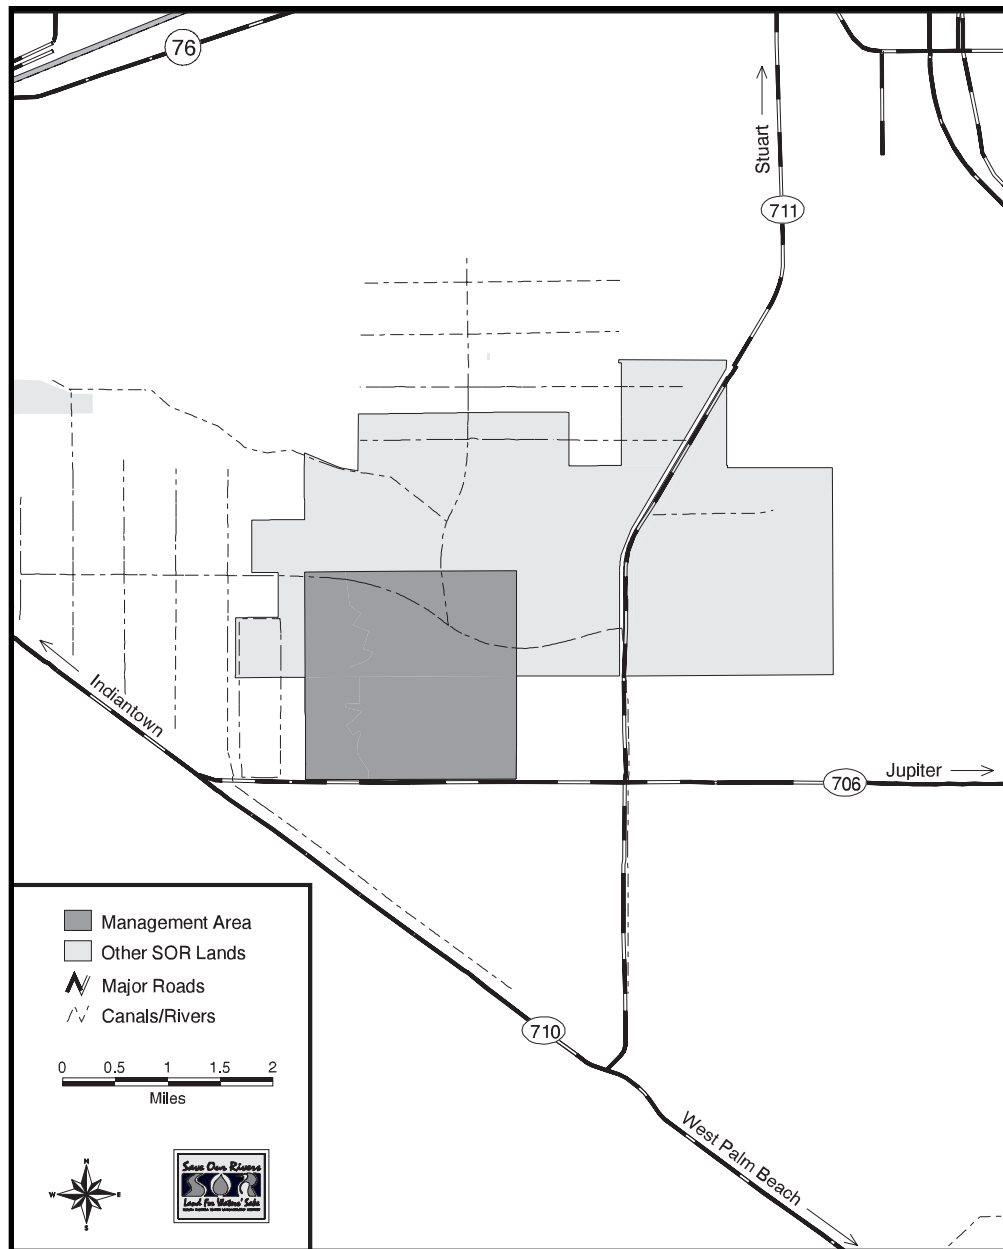 76
Stuart
711
Indiantown
Jupiter
706
Management Area
Other SOR Lands
Major Roads
Canals/Rivers
0 0.5 1 1.5 2
Miles
710
West Palm Beach
N
W E
S
Save Our Rivers
Land For Waters' Sake